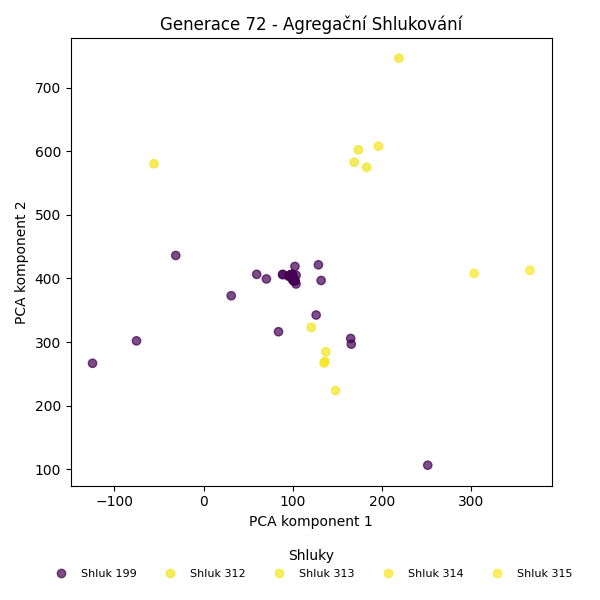 Generace 72 - Agregační Shlukování
700
600
500
400
300
200
100
PCA komponent 2
−100 0 100 200 300
PCA komponent 1
Shluky
Shluk 199 Shluk 312 Shluk 313 Shluk 314 Shluk 315